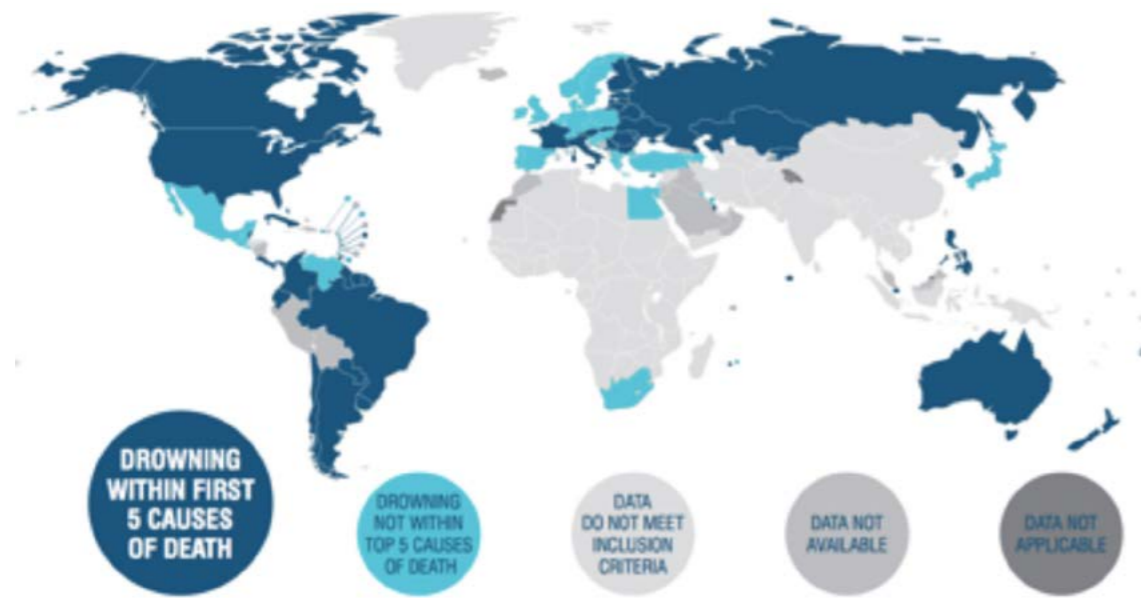 DROWNING
WITHIN FIRST
5 CAUSES
OF DEATH
DROWNING
NOT WITHIN
TOP 5 CAUSES
OF DEATH
DATA
DO NOT MEET
INCLUSION
CRITERIA
DATA NOT
AVAILABLE
DATA NOT
APPLICABLE